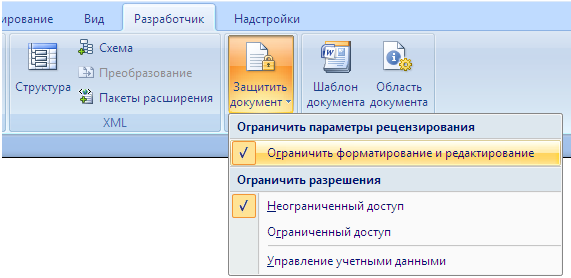 ирование Вид Разработчик Надстройки
Схема
Преобразование
Пакеты расширения
Структура
XML
Защитить
документ
Шаблон
документа
Область
документа
Ограничить параметры рецензирования
Ограничить форматирование и редактирование
Ограничить разрешения
Неограниченный доступ
Ограниченный доступ
Управление учетными данными